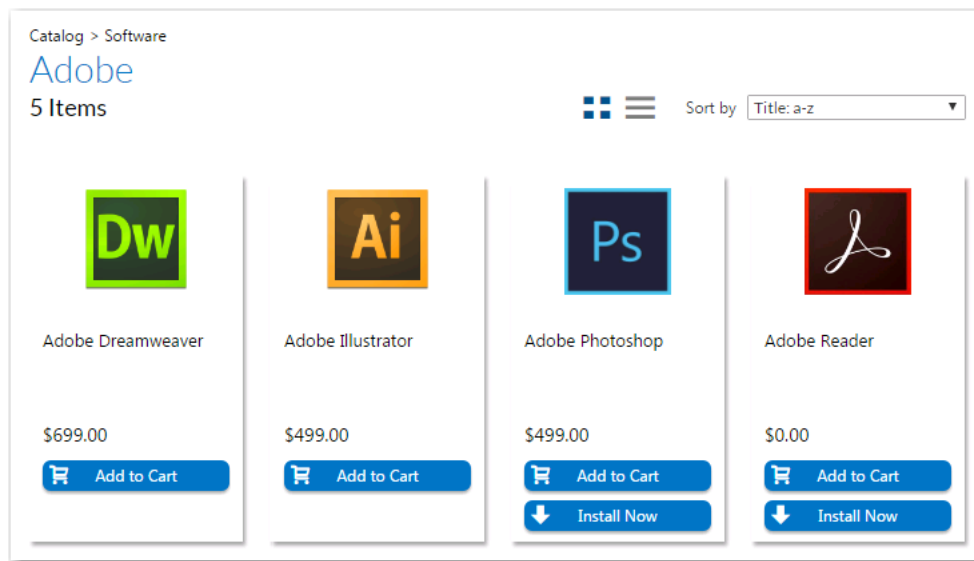 Catalog > Software
Adobe
5 Items
Sort by Title: a-z
Dw
Ai
Ps
Adobe Dreamweaver
Adobe Illustrator
Adobe Photoshop
Adobe Reader
$699.00
$499.00
$499.00
$0.00
Add to Cart
Add to Cart
Add to Cart
Add to Cart
Install Now
Install Now